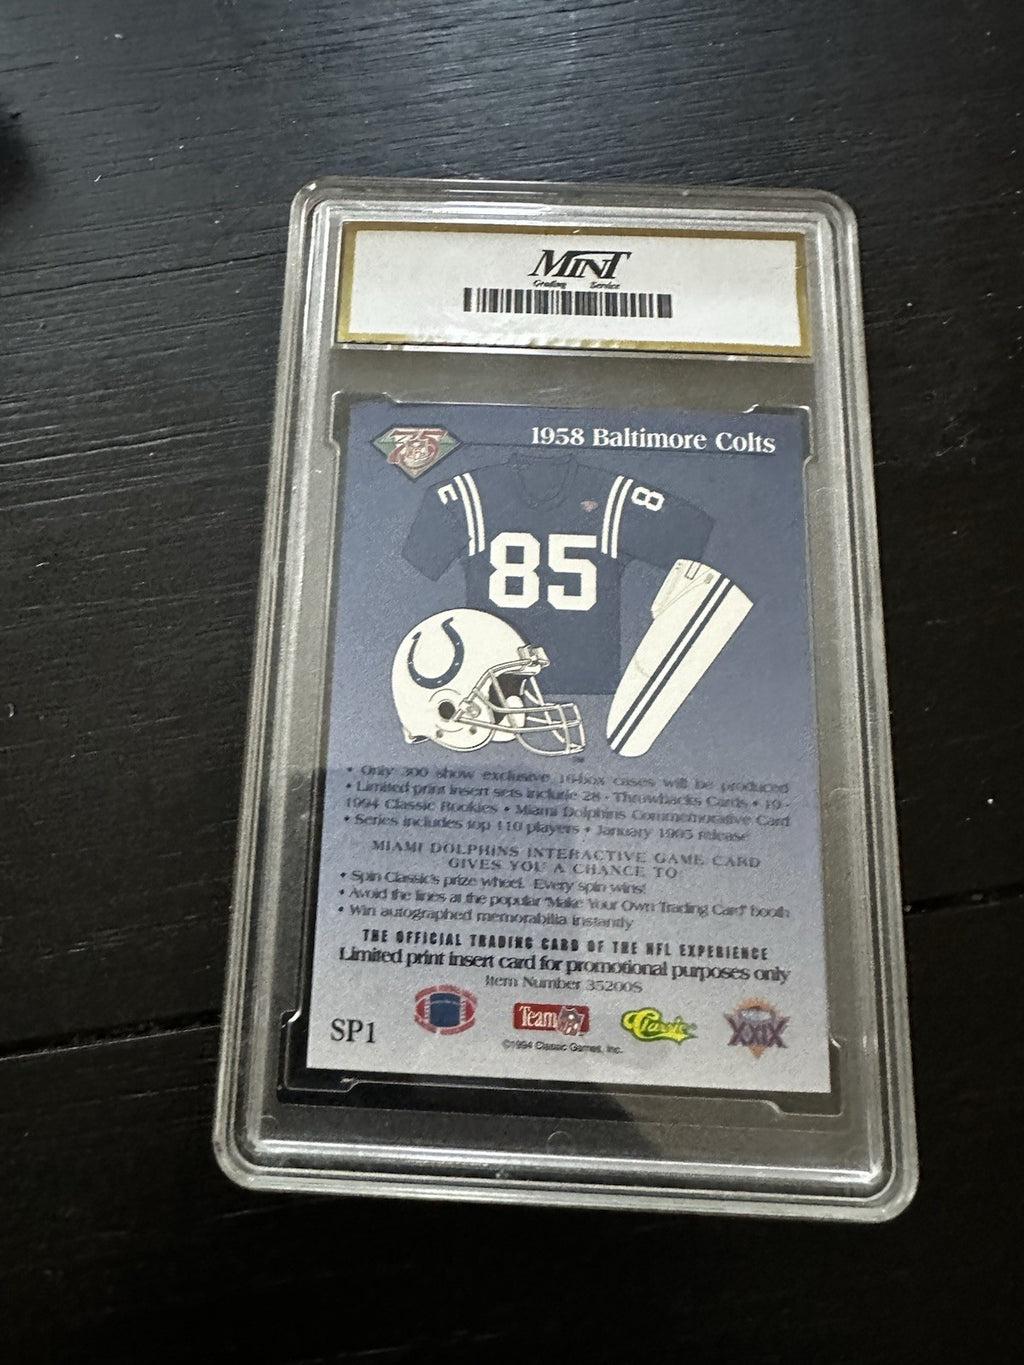 MINT
Grading Service
75
1958 Baltimore Colts
8
85
• Only 300 show exclusive 16-box cases will be produced
• Limited print insert sets include 28 - Throwbacks Cards • 10 -
1994 Classic Rookies • Miami Dolphins Commemorative Card
• Series includes top 110 players • January 1995 release
MIAMI DOLPHINS INTERACTIVE GAME CARD
GIVES YOU A CHANCE TO
• Spin Classic's prize wheel. Every spin wins!
• Avoid the lines at the popular "Make Your Own Trading Card" booth
• Win autographed memorabilia instantly
THE OFFICIAL TRADING CARD OF THE NFL EXPERIENCE
Limited print insert card for promotional purposes only
Item Number 35200S
SP1
Team NFL
Classic
XXIX
©1994 Classic Games, Inc.